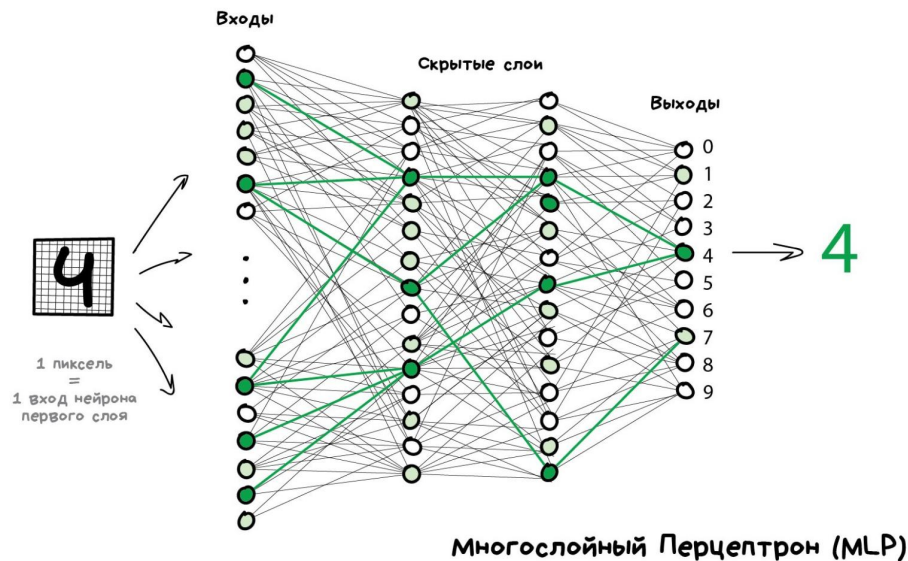 Входы
Скрытые слои
Выходы
0
1
2
3
4
5
6
7
8
9
4
4
1 пиксель
=
1 вход нейрона
первого слоя
Многослойный Перцептрон (MLP)